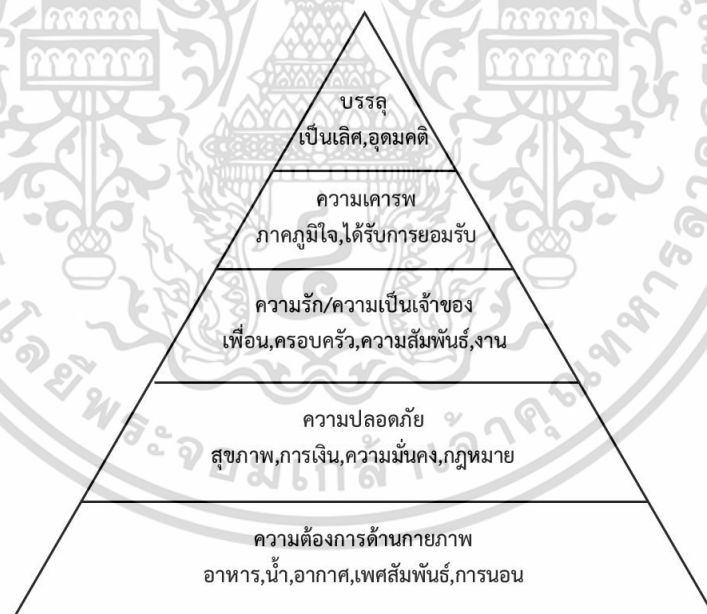 บรรลุ
เป็นเลิศ,อุดมคติ
ความเคารพ
ภาคภูมิใจ,ได้รับการยอมรับ
ความรัก/ความเป็นเจ้าของ
เพื่อน,ครอบครัว,ความสัมพันธ์,งาน
ความปลอดภัย
สุขภาพ,การเงิน,ความมั่นคง,กฎหมาย
ความต้องการด้านกายภาพ
อาหาร,น้ำ,อากาศ,เพศสัมพันธ์,การนอน